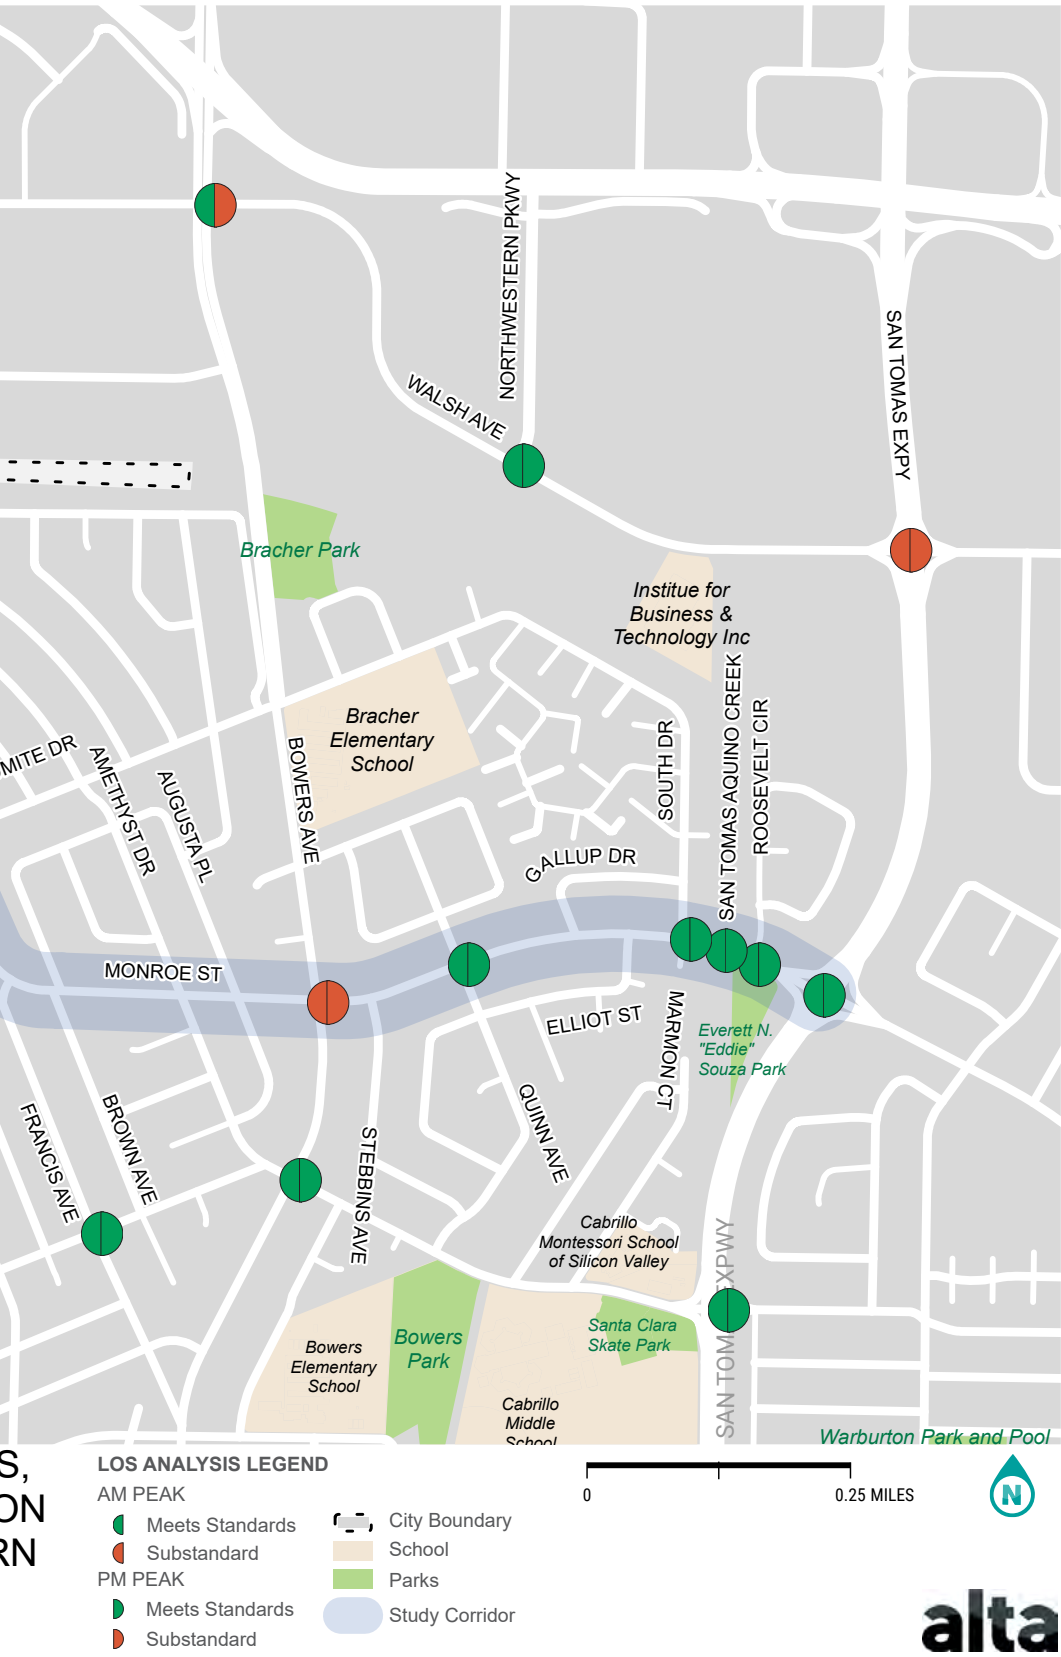 NORTHWESTERN PKWY
SAN TOMAS EXPY
WALSH AVE
Bracher Park
Institue for
Business &
Technology Inc
SAN TOMAS AQUINO CREEK
ROOSEVELT CIR
SOUTH DR
Bracher
Elementary
School
MITE DR
AMETHYST DR
AUGUSTA PL
BOWERS AVE
GALLUP DR
MONROE ST
ELLIOT ST
MARMON CT
Everett N.
"Eddie"
Souza Park
FRANCIS AVE
BROWN AVE
STEBBINS AVE
QUINN AVE
Cabrillo
Montessori School
of Silicon Valley
SAN TOM EXPWY
Santa Clara
Skate Park
Bowers
Park
Bowers
Elementary
School
Cabrillo
Middle
School
Warburton Park and Pool
S,
ON
RN
LOS ANALYSIS LEGEND
AM PEAK
Meets Standards
Substandard
PM PEAK
Meets Standards
Substandard
City Boundary
School
Parks
Study Corridor
0
0.25 MILES
N
alta